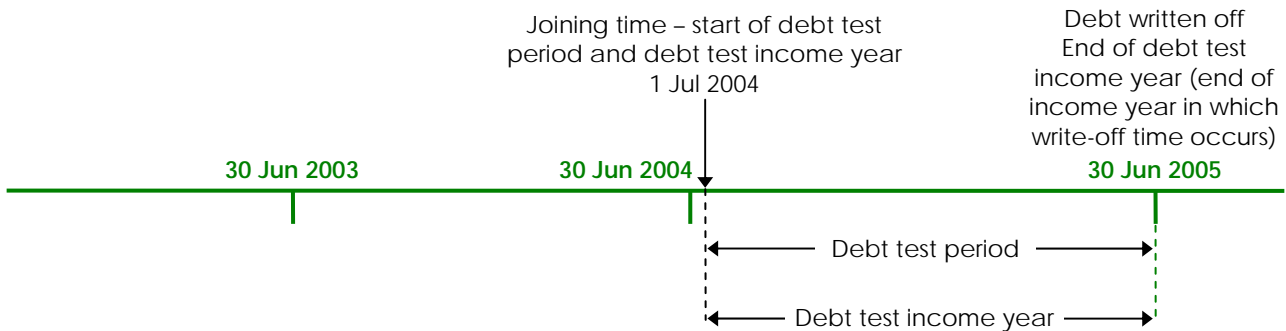 Joining time – start of debt test
period and debt test income year
1 Jul 2004
Debt written off
End of debt test
income year (end of
income year in which
write-off time occurs)
30 Jun 2003
30 Jun 2004
30 Jun 2005
Debt test period
Debt test income year